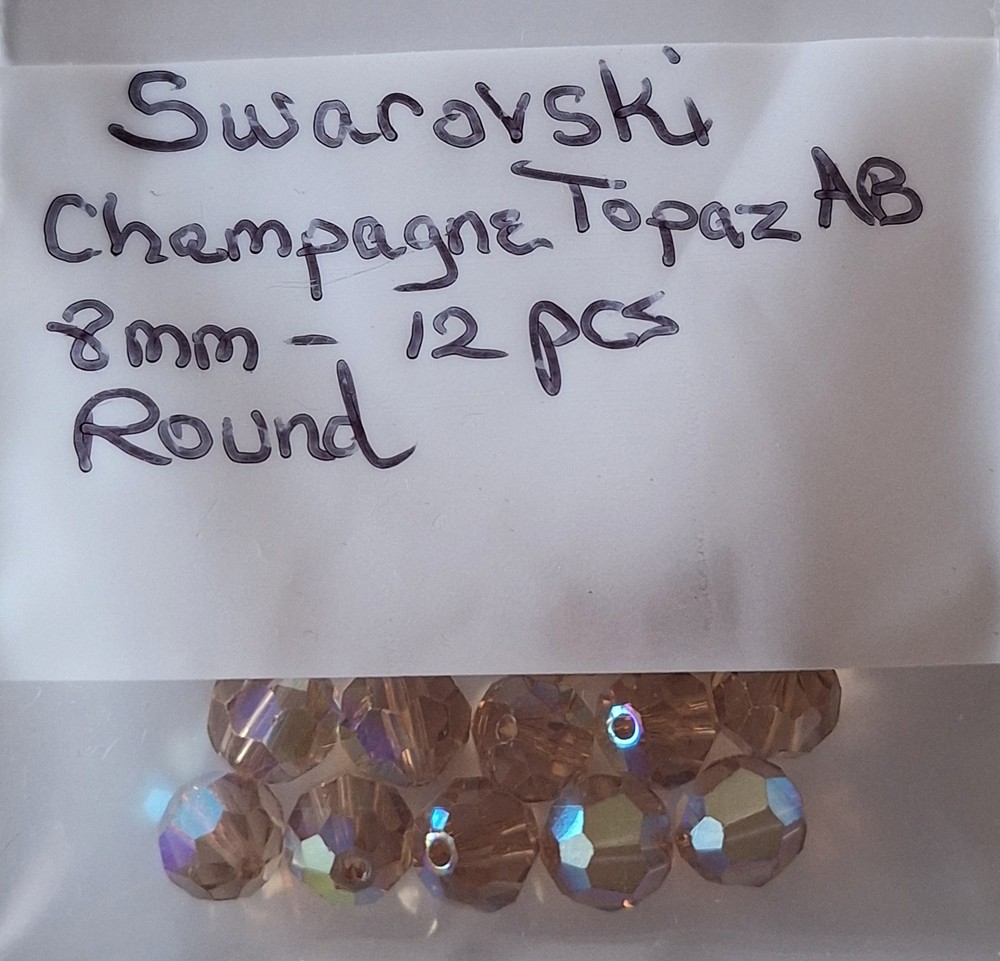 Swarovski
Champagne Topaz AB
8mm - 12 pcs
Round